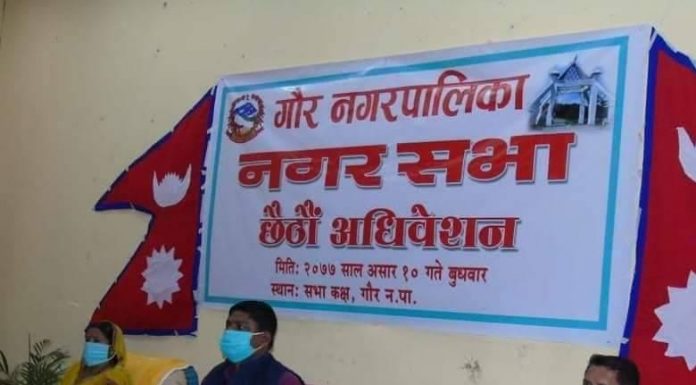 गौर नगरपालिका
नगर सभा
छैठौं अधिवेशन
मिति: २०७७ साल असार १० गते बुधवार
स्थान: सभा कक्ष, गौर न.पा.